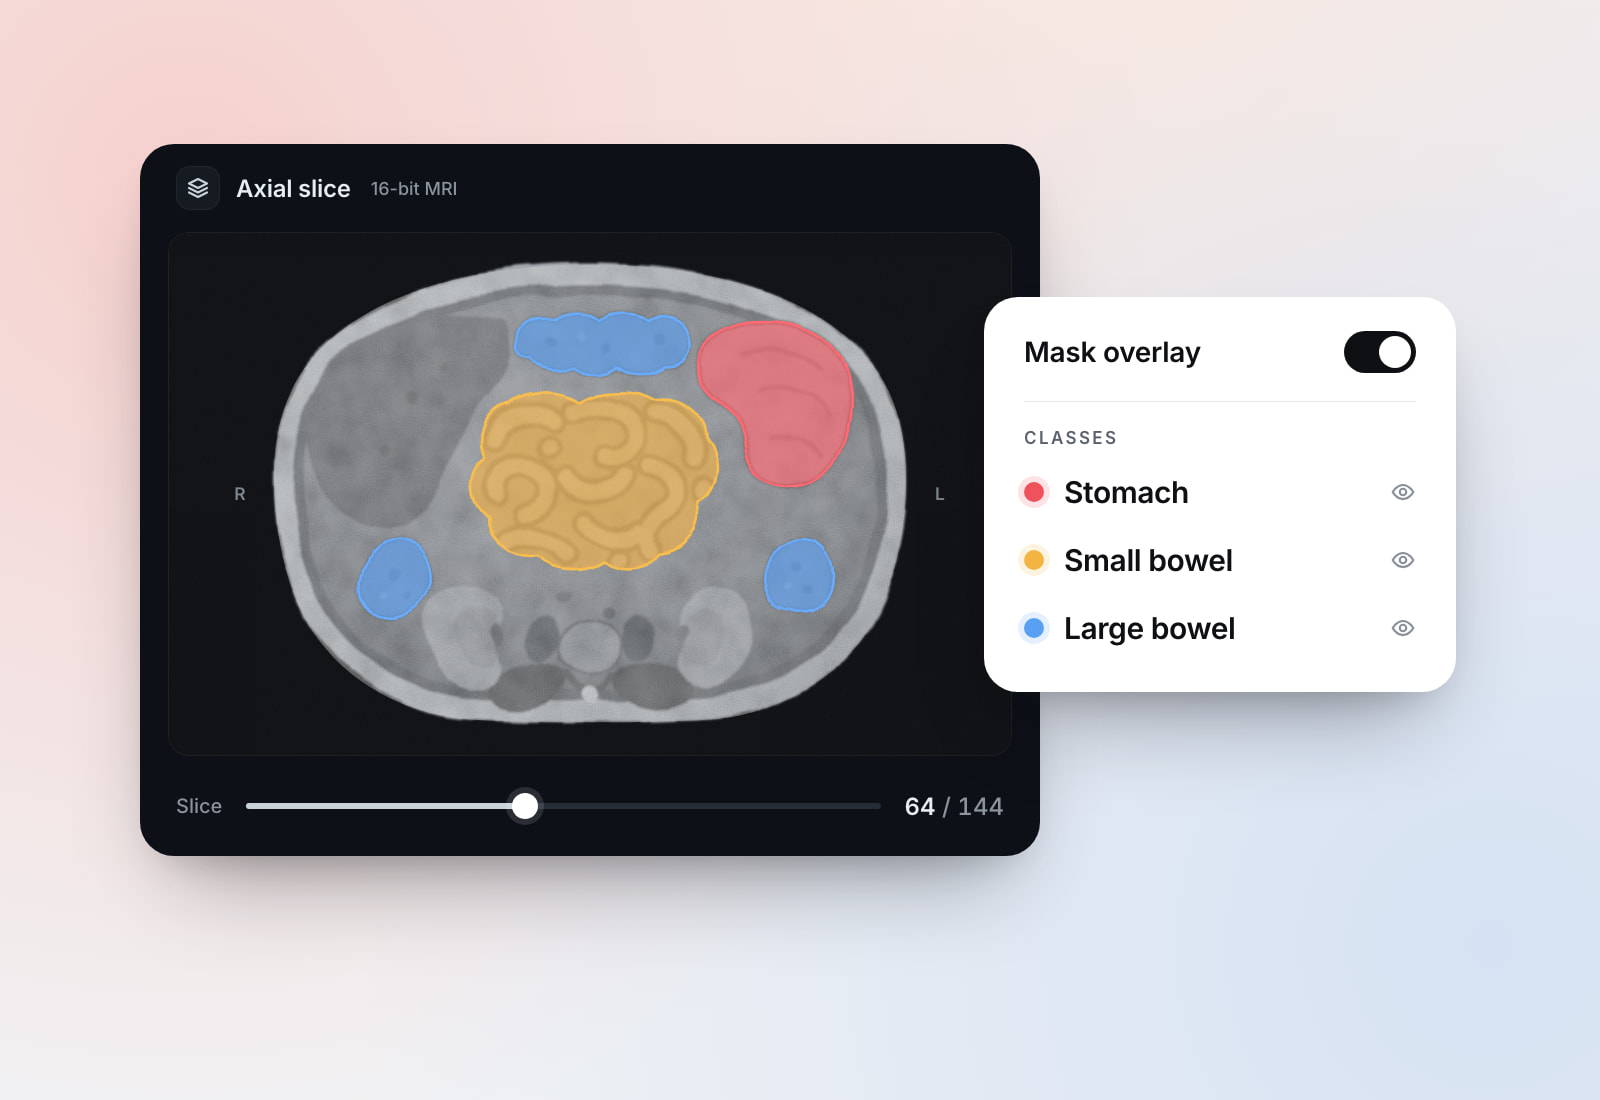 Axial slice 16-bit MRI
R
L
Slice 64 / 144
Mask overlay
CLASSES
Stomach
Small bowel
Large bowel